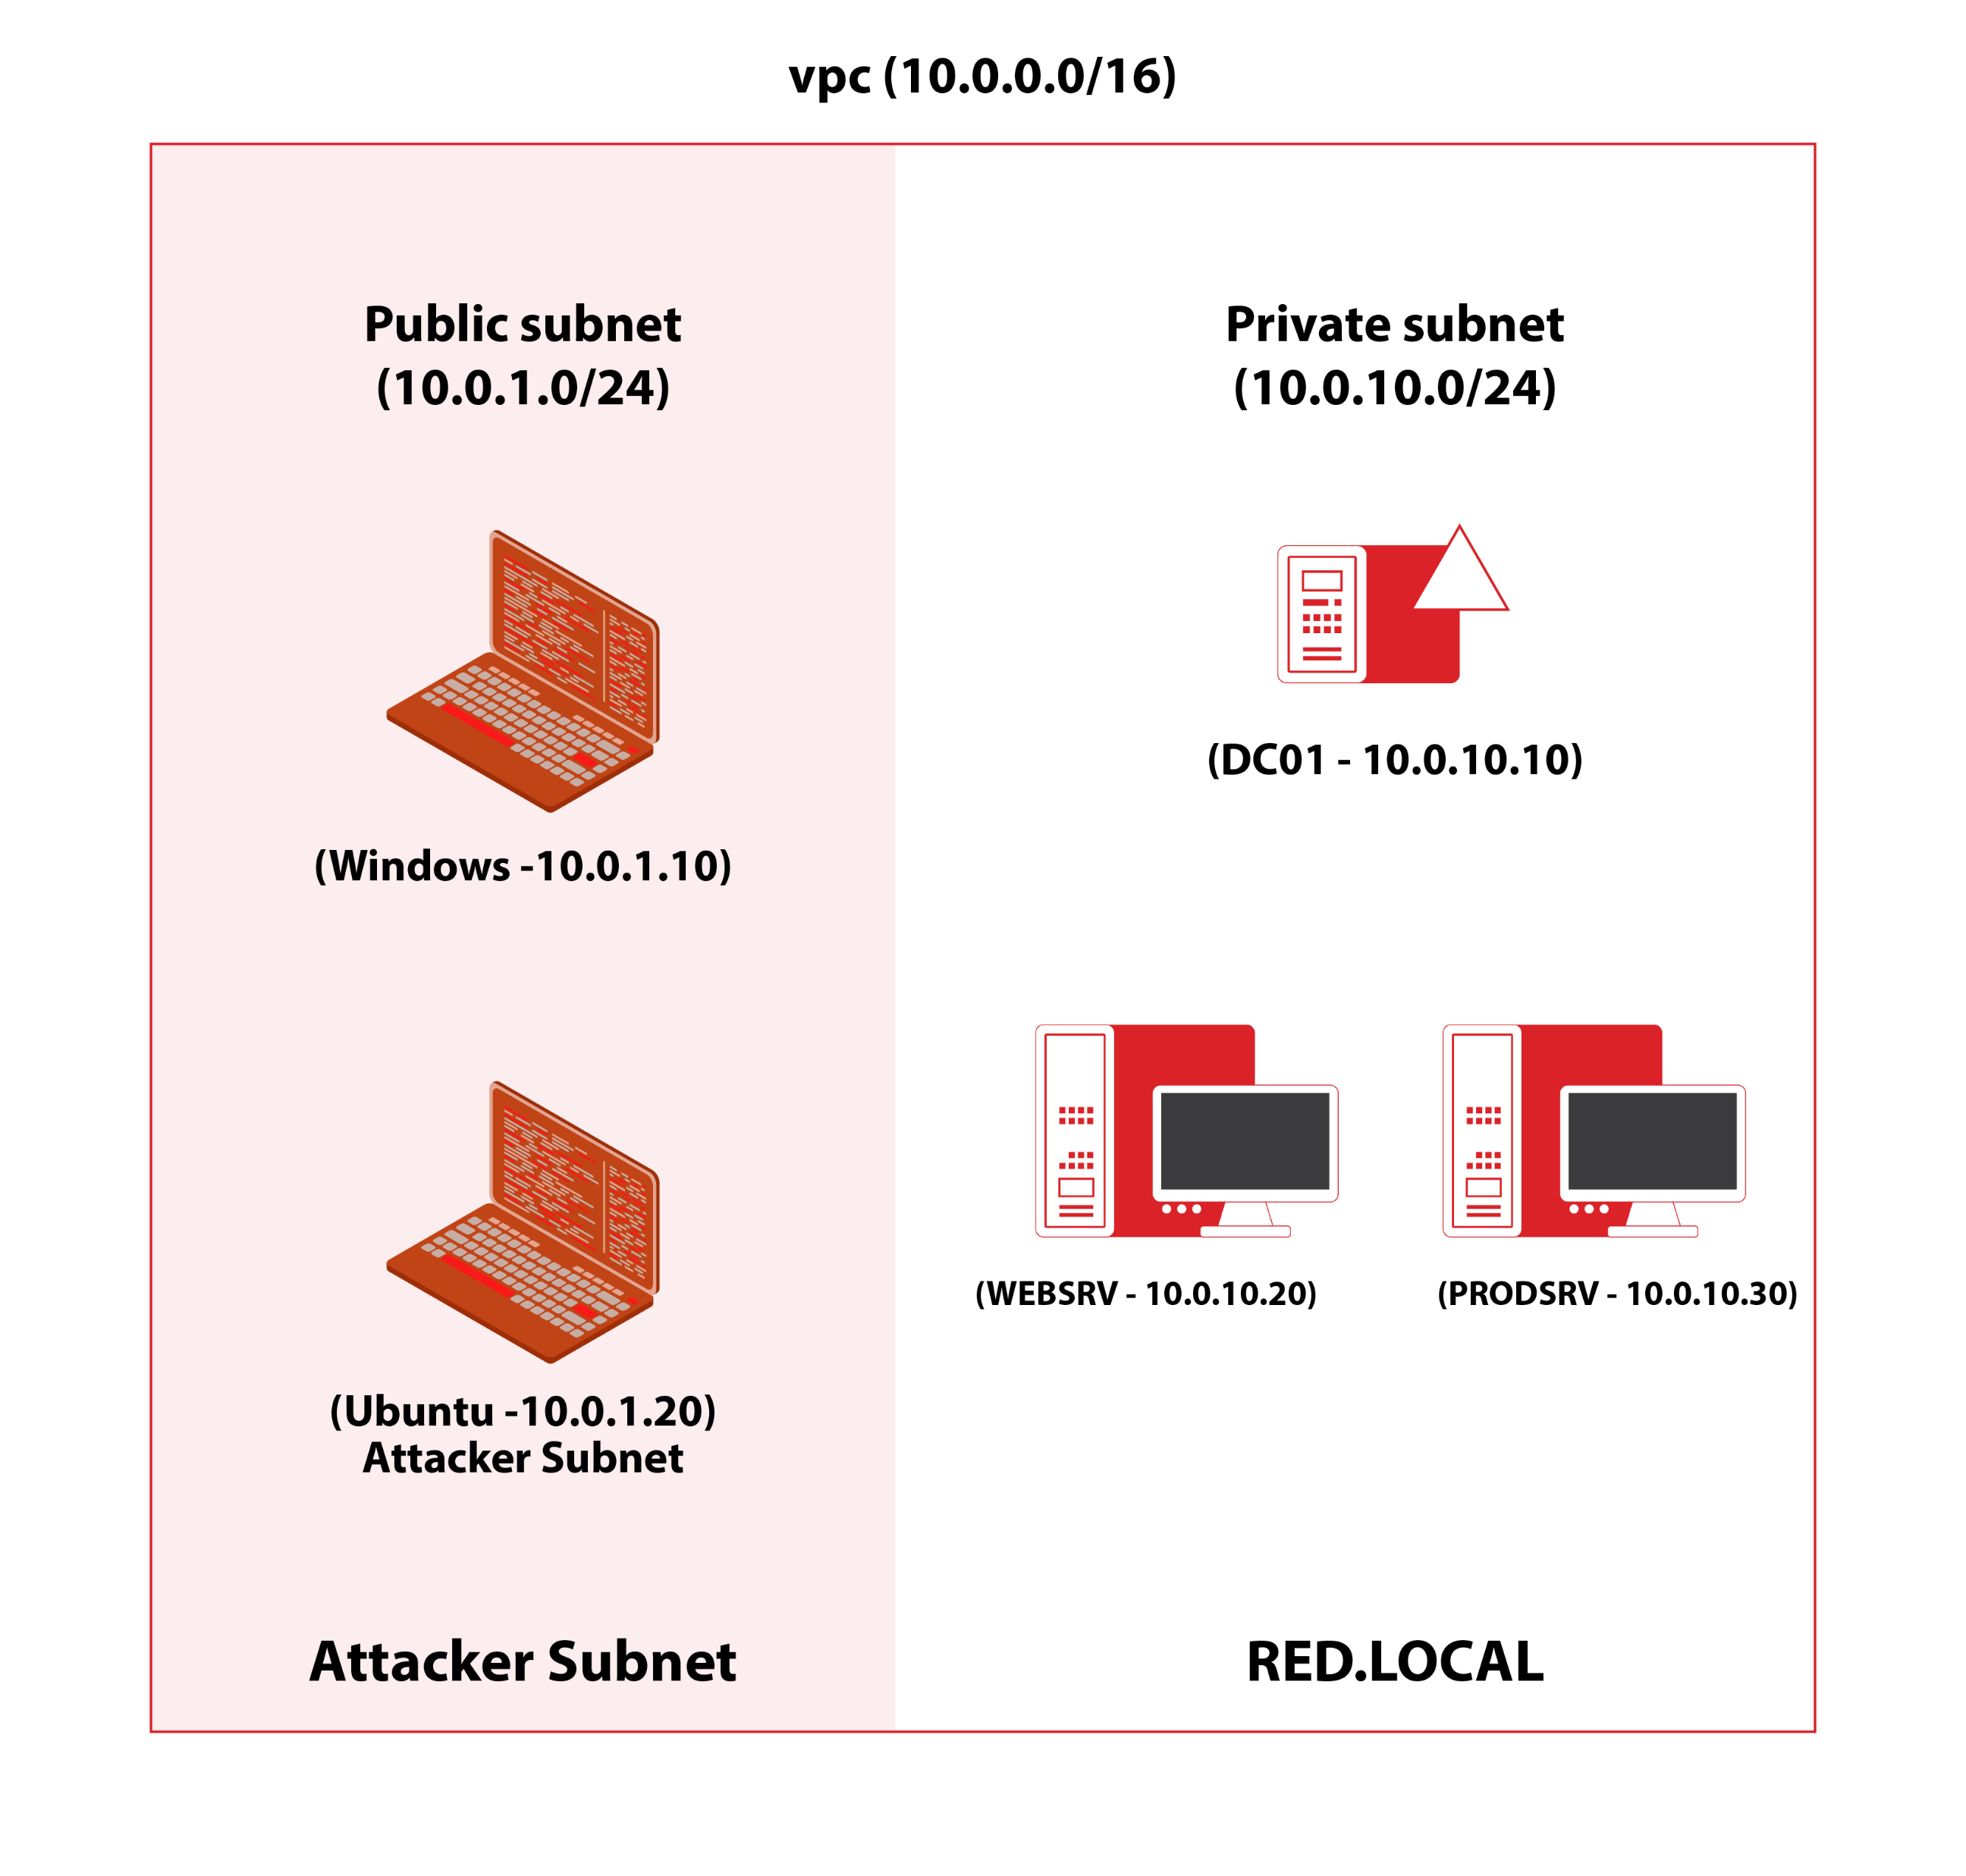 vpc (10.0.0.0/16)
Public subnet
(10.0.1.0/24)
(Windows -10.0.1.10)
(Ubuntu -10.0.1.20)
Attacker Subnet
Attacker Subnet
Private subnet
(10.0.10.0/24)
(DC01 - 10.0.10.10)
(WEBSRV - 10.0.10.20)
(PRODSRV - 10.0.10.30)
RED.LOCAL